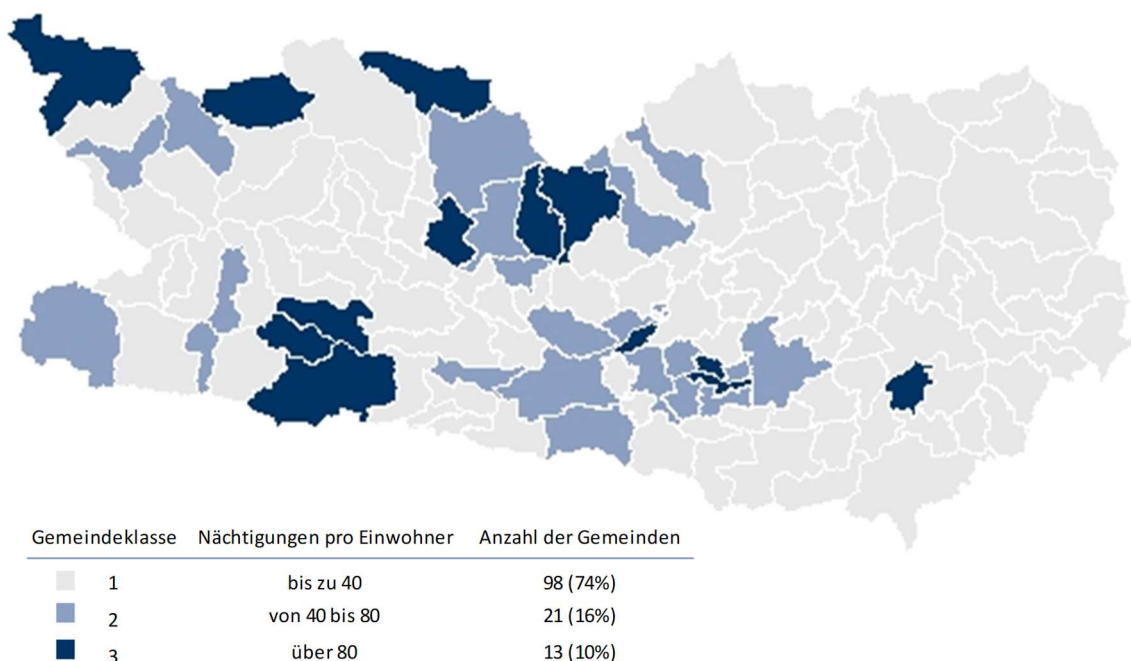 Gemeindeklasse Nächtigungen pro Einwohner Anzahl der Gemeinden
1 bis zu 40 98 (74%)
2 von 40 bis 80 21 (16%)
3 über 80 13 (10%)